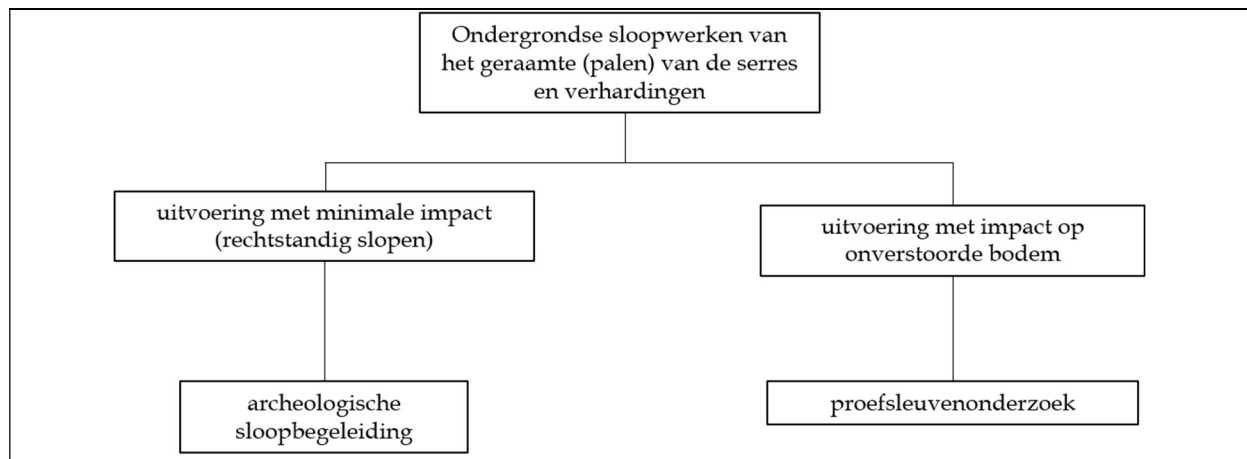 Ondergrondse sloopwerken van
het geraamte (palen) van de serres
en verhardingen
uitvoering met minimale impact
(rechtstandig slopen)
uitvoering met impact op
onverstoorde bodem
archeologische
sloopbegeleiding
proefsleuvenonderzoek